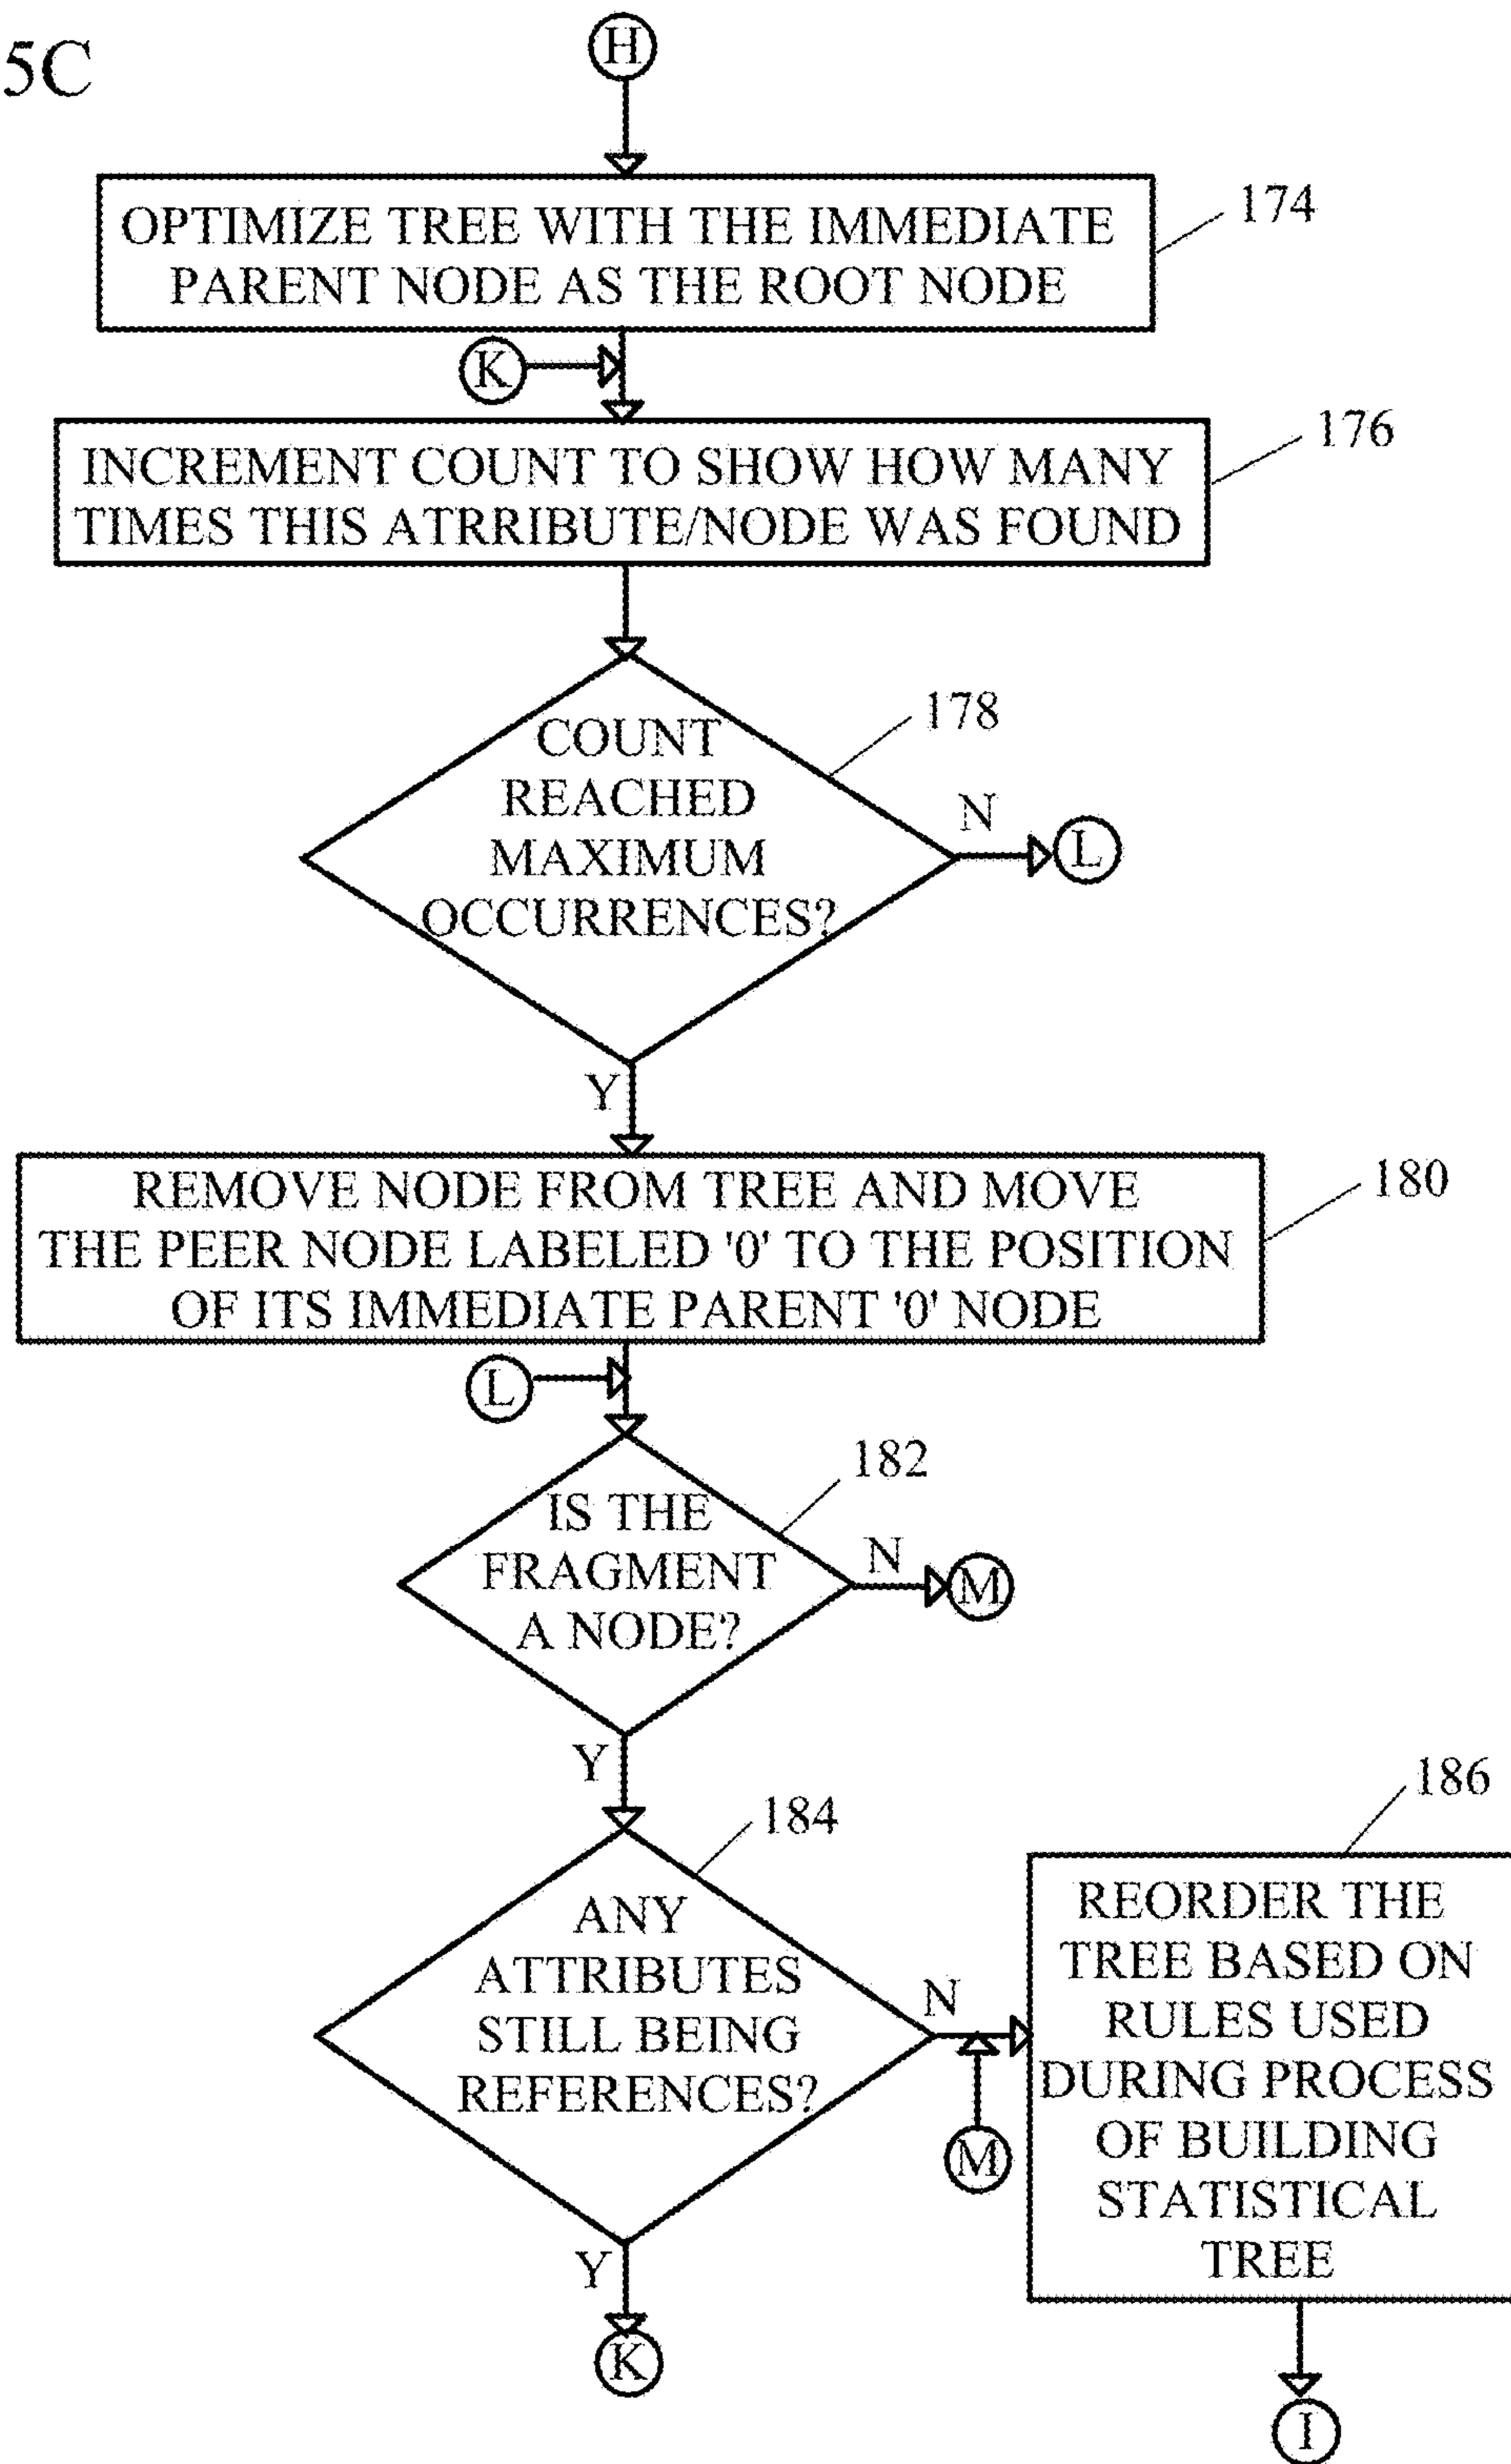 5C
H
OPTIMIZE TREE WITH THE IMMEDIATE
PARENT NODE AS THE ROOT NODE
174
K
INCREMENT COUNT TO SHOW HOW MANY
TIMES THIS ATRRIBUTE/NODE WAS FOUND
176
COUNT
REACHED
MAXIMUM
OCCURRENCES?
178
N
L
Y
REMOVE NODE FROM TREE AND MOVE
THE PEER NODE LABELED '0' TO THE POSITION
OF ITS IMMEDIATE PARENT '0' NODE
180
L
IS THE
FRAGMENT
A NODE?
182
N
M
Y
ANY
ATTRIBUTES
STILL BEING
REFERENCES?
184
N
M
Y
K
186
REORDER THE
TREE BASED ON
RULES USED
DURING PROCESS
OF BUILDING
STATISTICAL
TREE
I